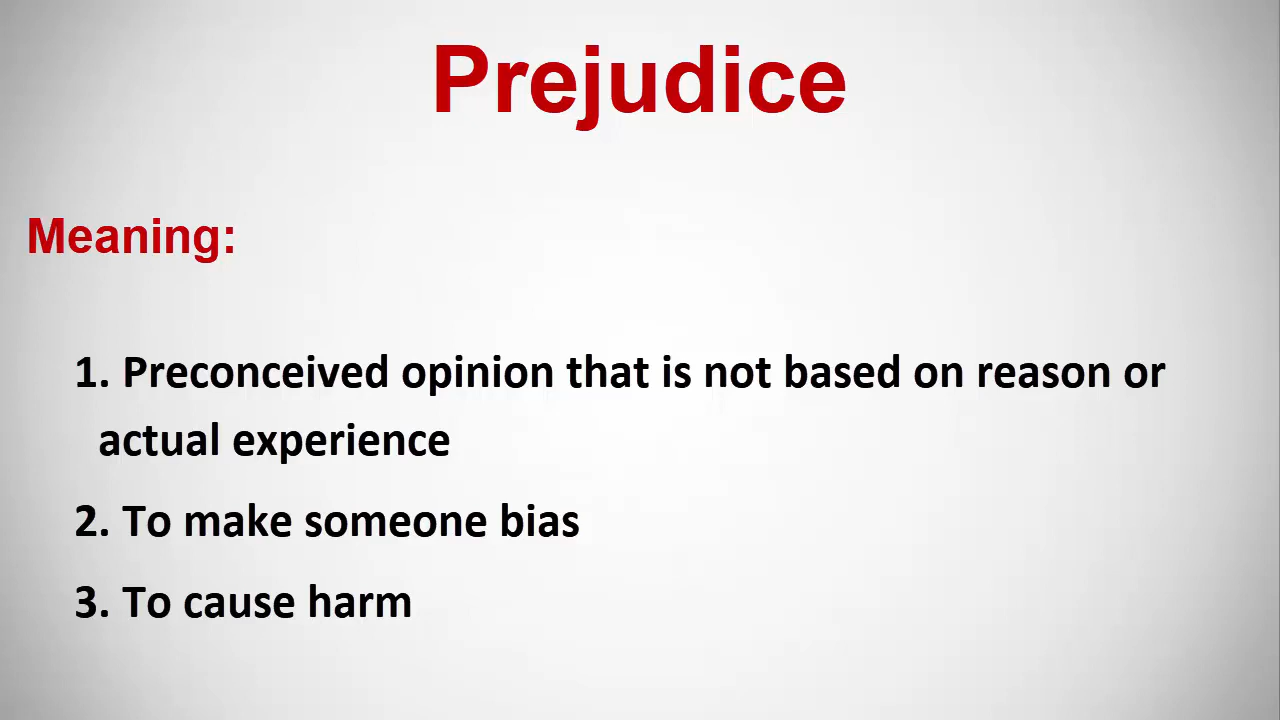 Prejudice
Meaning:
1. Preconceived opinion that is not based on reason or
actual experience
2. To make someone bias
3. To cause harm